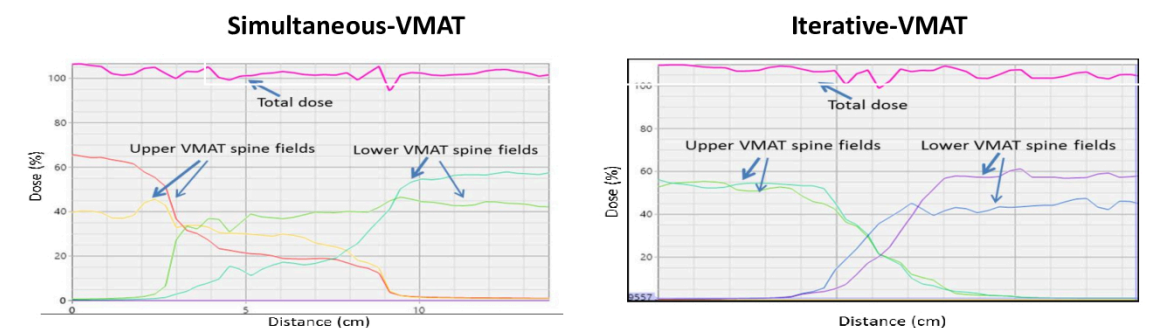 Simultaneous-VMAT
Iterative-VMAT
100
80
60
40
20
0
Dose (%)
Total dose
Upper VMAT spine fields
Lower VMAT spine fields
0
5
10
Distance (cm)
100
80
60
40
20
9557
Dose (%)
Total dose
Upper VMAT spine fields
Lower VMAT spine fields
Distance (cm)